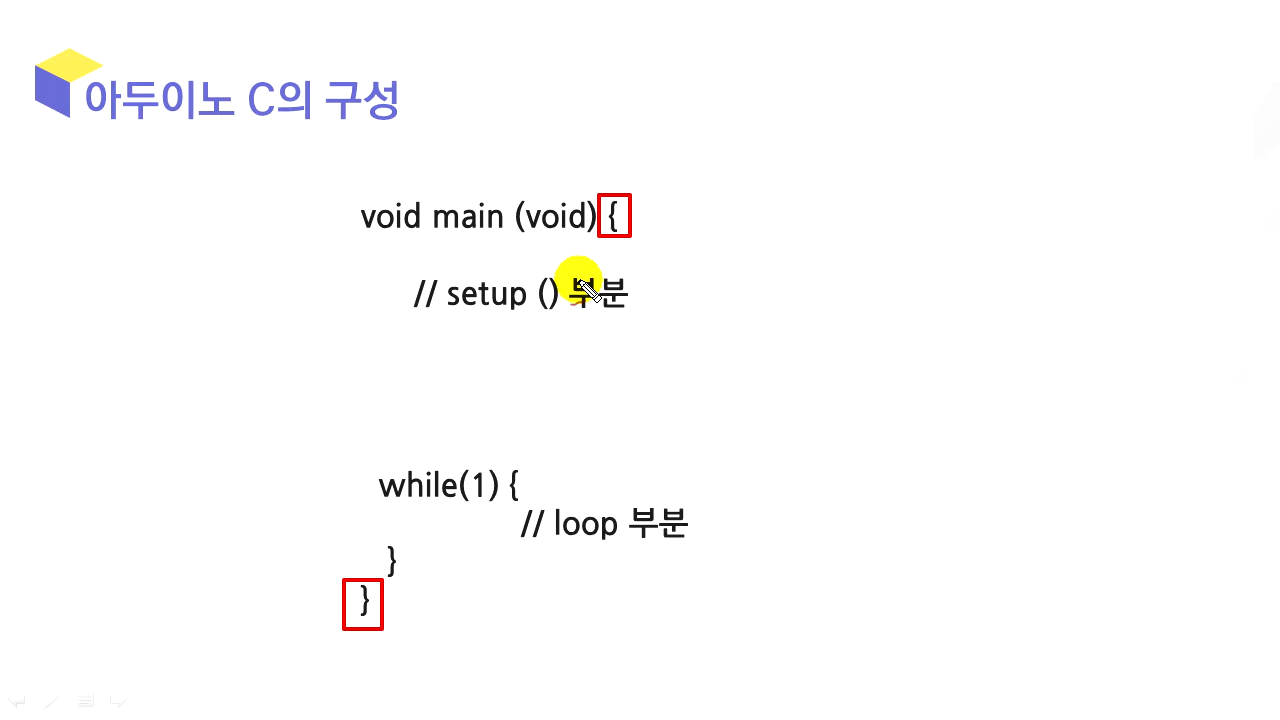 아두이노 C의 구성
void main (void) {
// setup () 부분
while(1) {
// loop 부분
}
}